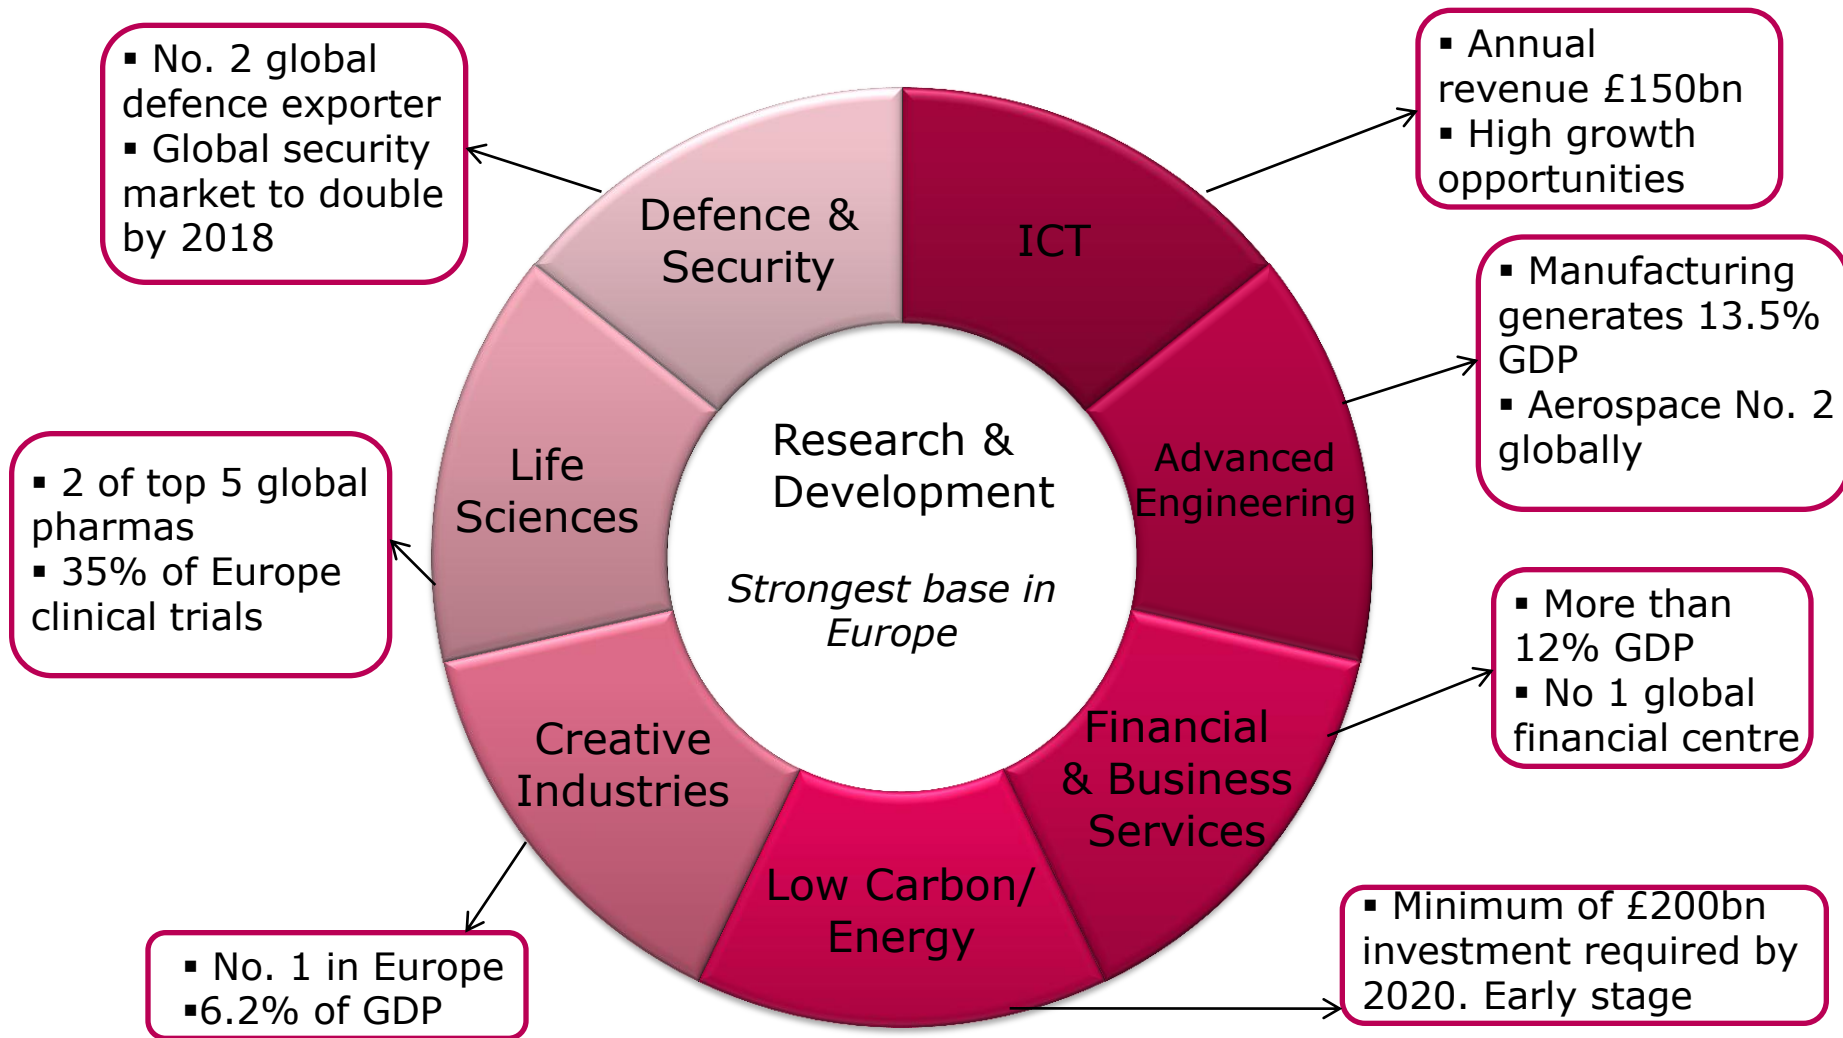 ▪ No. 2 global
defence exporter
▪ Global security
market to double
by 2018
▪ Annual
revenue £150bn
▪ High growth
opportunities
Defence &
Security
ICT
▪ Manufacturing
generates 13.5%
GDP
▪ Aerospace No. 2
globally
Research &
Development
Strongest base in
Europe
Life
Sciences
Advanced
Engineering
▪ 2 of top 5 global
pharmas
▪ 35% of Europe
clinical trials
▪ More than
12% GDP
▪ No 1 global
financial centre
Creative
Industries
Financial
& Business
Services
Low Carbon/
Energy
▪ No. 1 in Europe
▪6.2% of GDP
▪ Minimum of £200bn
investment required by
2020. Early stage